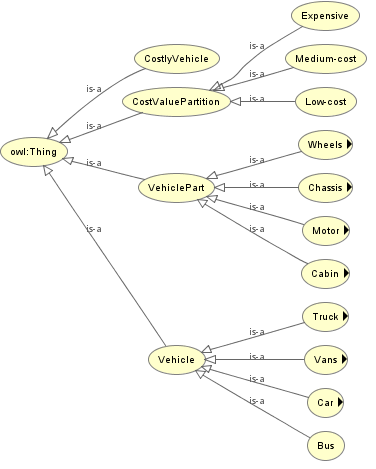 Expensive
CostlyVehicle
Medium-cost
is-a
is-a
is-a
CostValuePartition
Low-cost
is-a
is-a
Wheels
owl:Thing
is-a
is-a
VehiclePart
Chassis
is-a
is-a
is-a
Motor
is-a
Cabin
Truck
is-a
Vehicle
Vans
is-a
is-a
Car
is-a
Bus